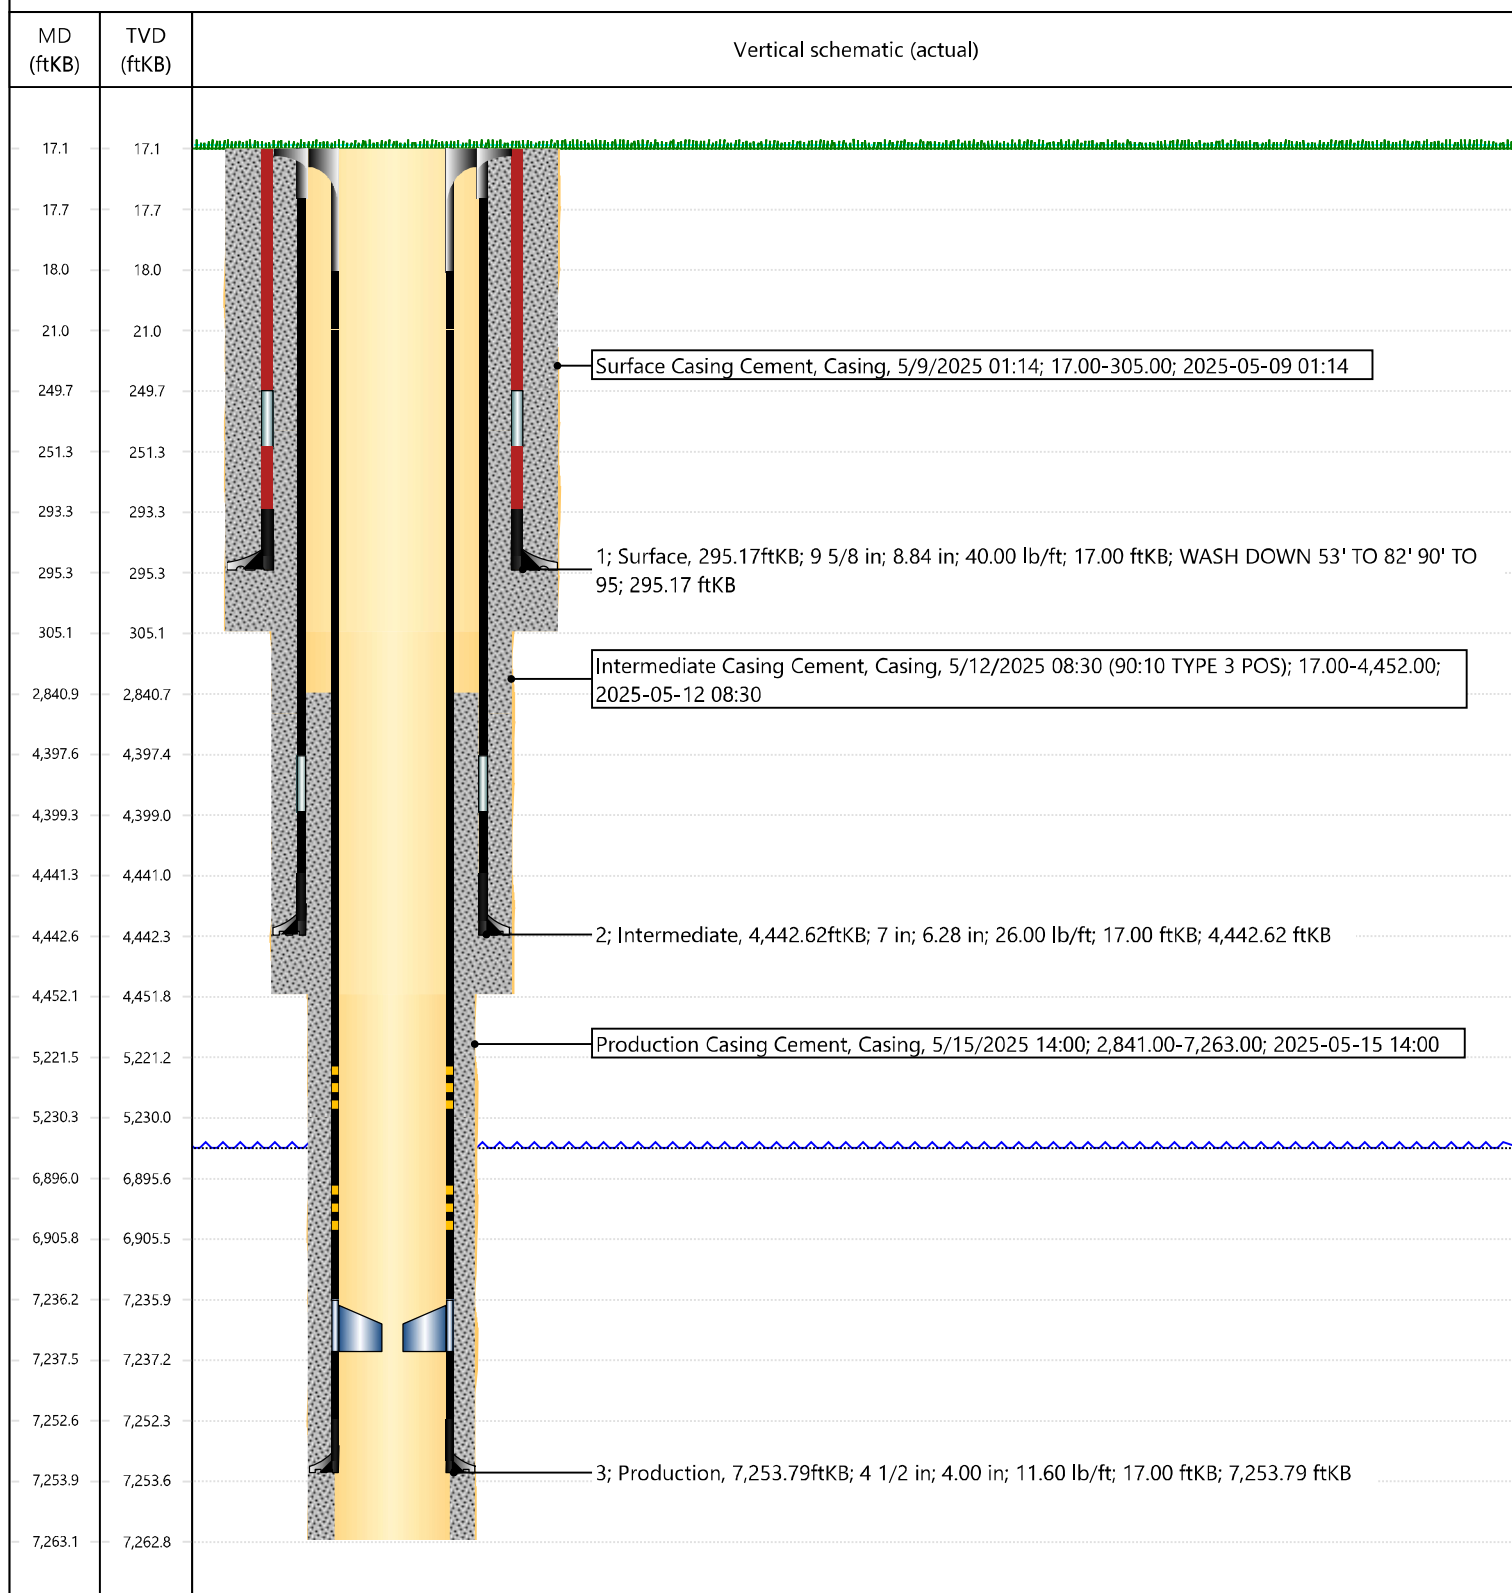 MD (ftKB)
TVD (ftKB)
Vertical schematic (actual)
17.1 17.1
17.7 17.7
18.0 18.0
21.0 21.0
Surface Casing Cement, Casing, 5/9/2025 01:14; 17.00-305.00; 2025-05-09 01:14
249.7 249.7
251.3 251.3
293.3 293.3
1; Surface, 295.17ftKB; 9 5/8 in; 8.84 in; 40.00 lb/ft; 17.00 ftKB; WASH DOWN 53' TO 82' 90' TO
95; 295.17 ftKB
295.3 295.3
305.1 305.1
Intermediate Casing Cement, Casing, 5/12/2025 08:30 (90:10 TYPE 3 POS); 17.00-4,452.00;
2025-05-12 08:30
2,840.9 2,840.7
4,397.6 4,397.4
4,399.3 4,399.0
4,441.3 4,441.0
4,442.6 4,442.3
2; Intermediate, 4,442.62ftKB; 7 in; 6.28 in; 26.00 lb/ft; 17.00 ftKB; 4,442.62 ftKB
4,452.1 4,451.8
Production Casing Cement, Casing, 5/15/2025 14:00; 2,841.00-7,263.00; 2025-05-15 14:00
5,221.5 5,221.2
5,230.3 5,230.0
6,896.0 6,895.6
6,905.8 6,905.5
7,236.2 7,235.9
7,237.5 7,237.2
7,252.6 7,252.3
3; Production, 7,253.79ftKB; 4 1/2 in; 4.00 in; 11.60 lb/ft; 17.00 ftKB; 7,253.79 ftKB
7,253.9 7,253.6
7,263.1 7,262.8